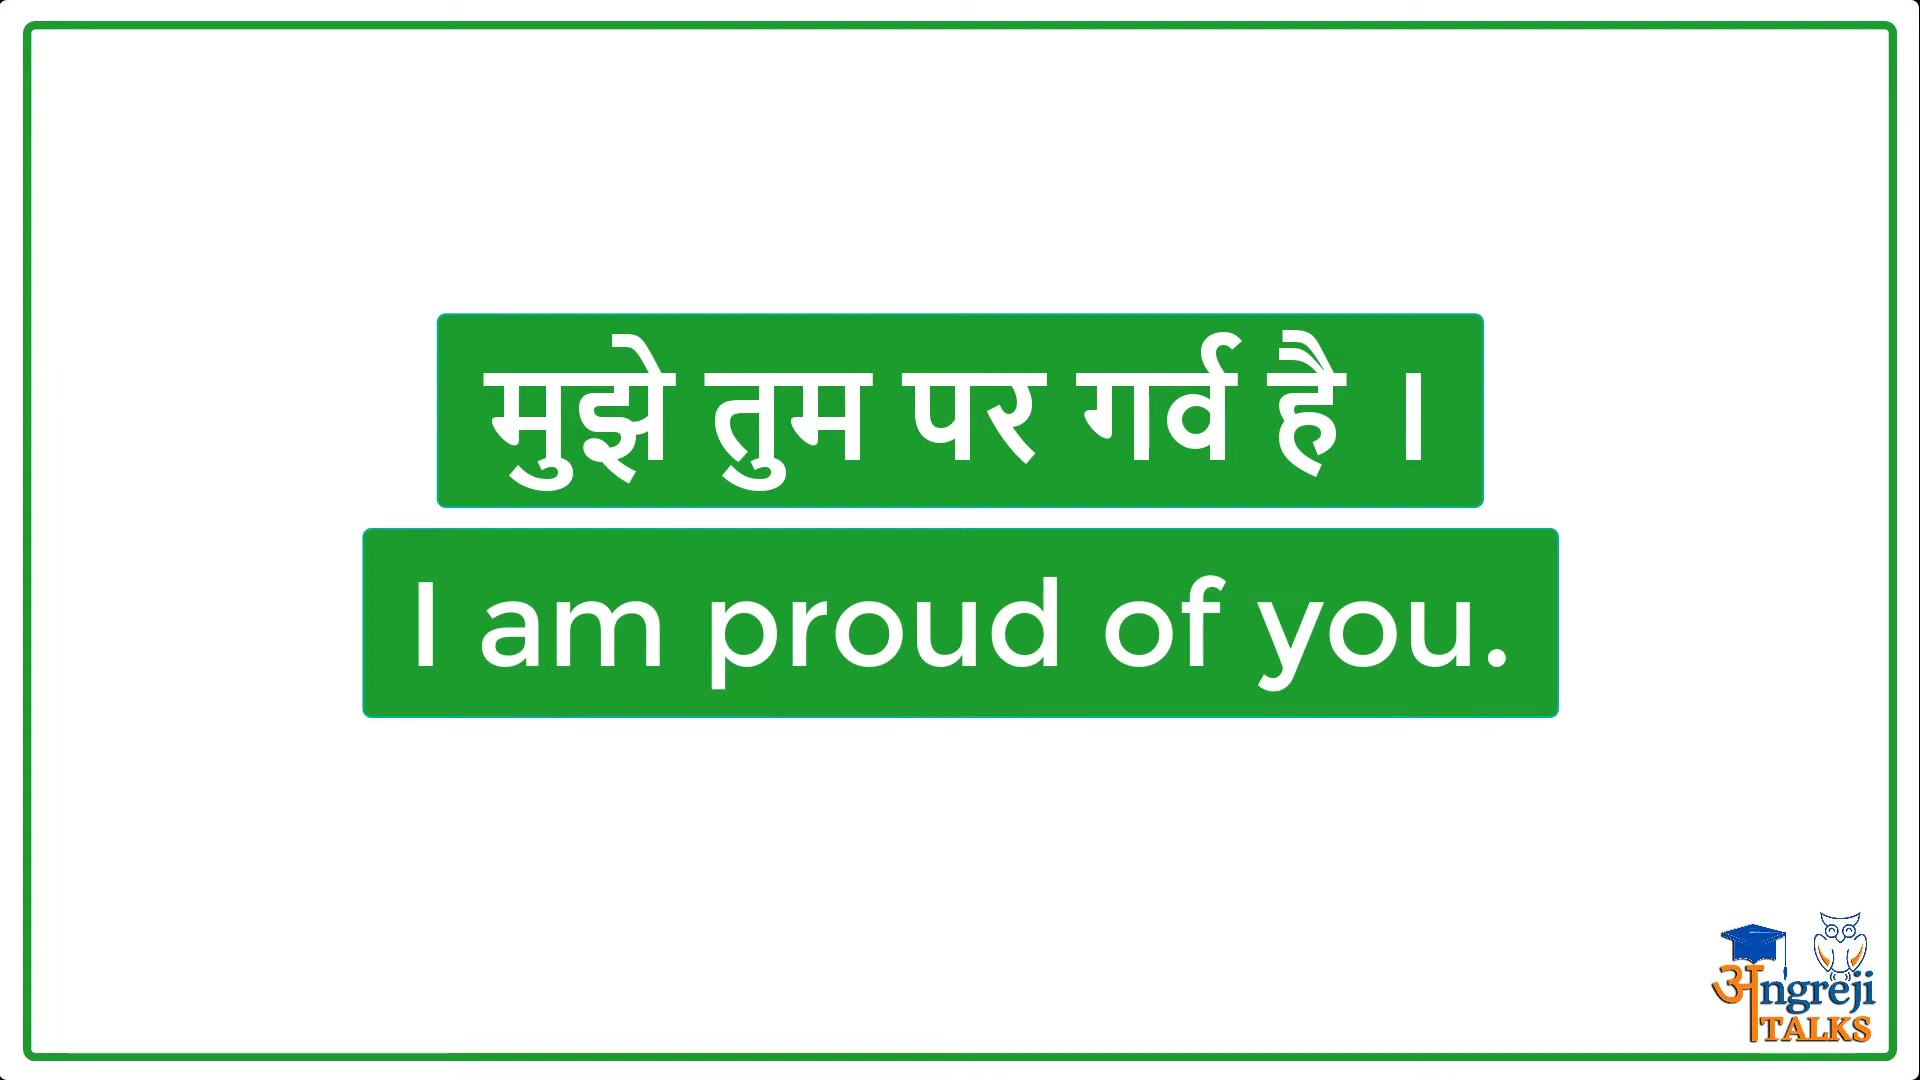 मुझे तुम पर गर्व है ।
I am proud of you.
अngreji
TALKS